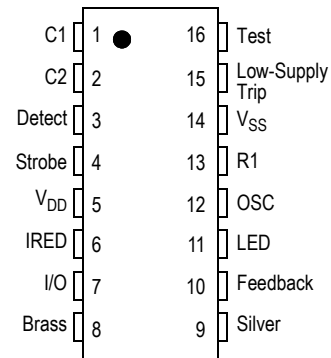 C1 1 16 Test
C2 2 15 Low-Supply
Trip
Detect 3 14 VSS
Strobe 4 13 R1
VDD 5 12 OSC
IRED 6 11 LED
I/O 7 10 Feedback
Brass 8 9 Silver